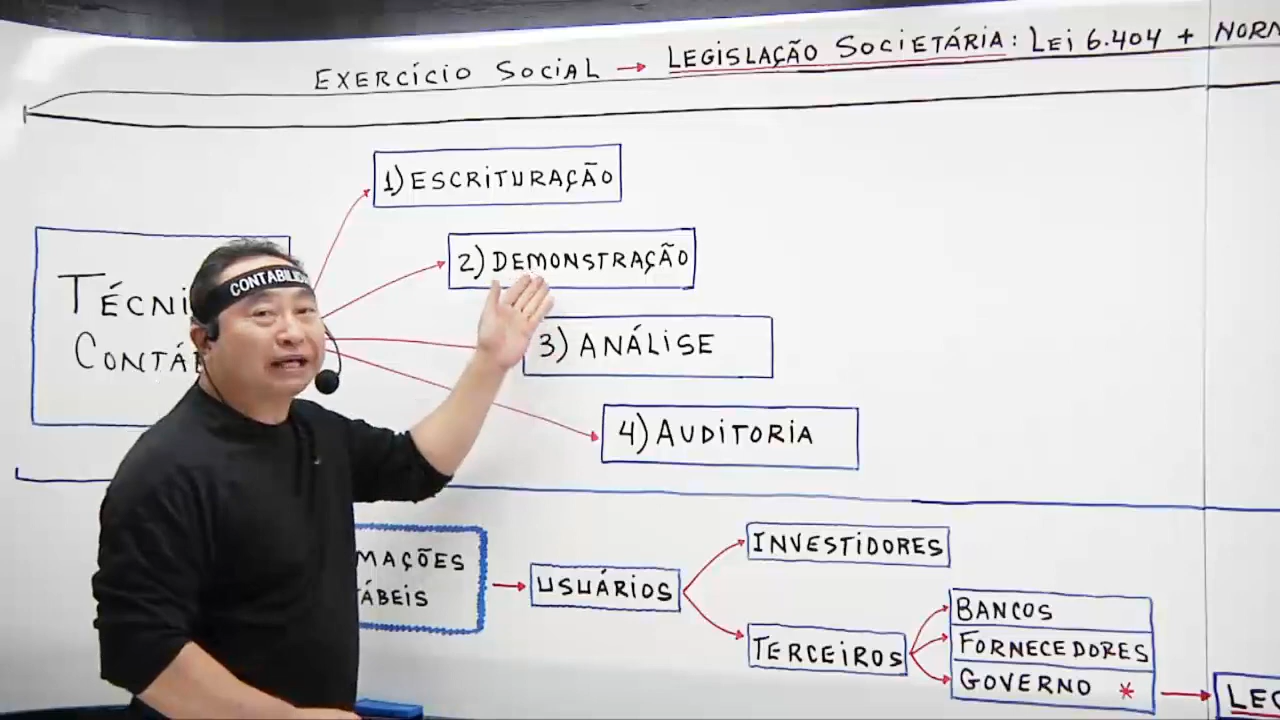 EXERCÍCIO SOCIAL → LEGISLAÇÃO SOCIETÁRIA: LEI 6.404 +
1) ESCRITURAÇÃO
2) DEMONSTRAÇÃO
3) ANÁLISE
4) AUDITORIA
USUÁRIOS
INVESTIDORES
TERCEIROS
BANCOS
FORNECEDORES
GOVERNO *